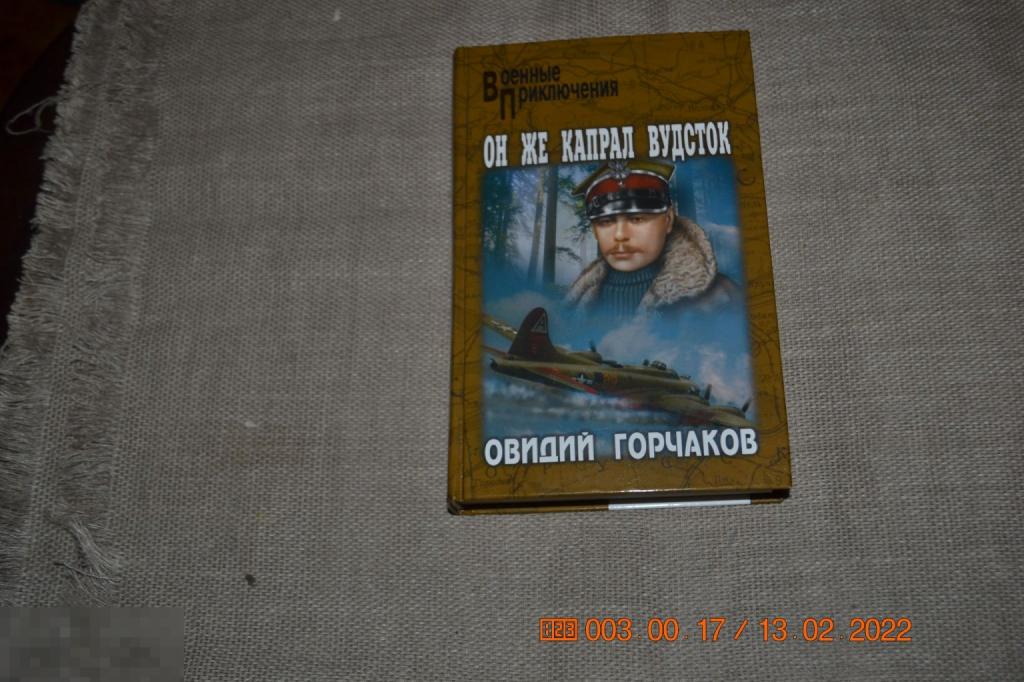 Военные
Приключения
ОН ЖЕ КАПРАЛ ВУДСТОК
ОВИДИЙ ГОРЧАКОВ
003.00.17 / 13.02.2022